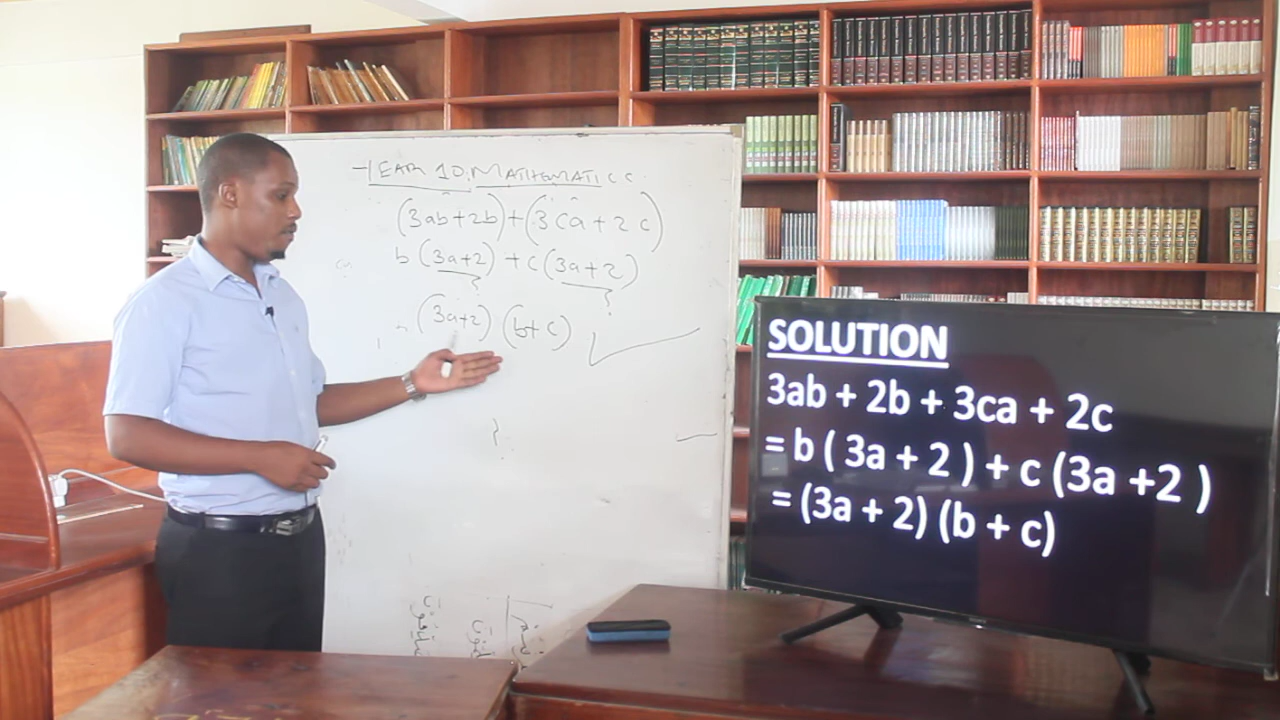 YEAR 10 MATHEMATICS
(3ab+2b)+(3ca+2c)
b(3a+2)+c(3a+2)
(3a+2)(b+c)
SOLUTION
3ab + 2b + 3ca + 2c
= b ( 3a + 2 ) + c (3a +2 )
= (3a + 2) (b + c)